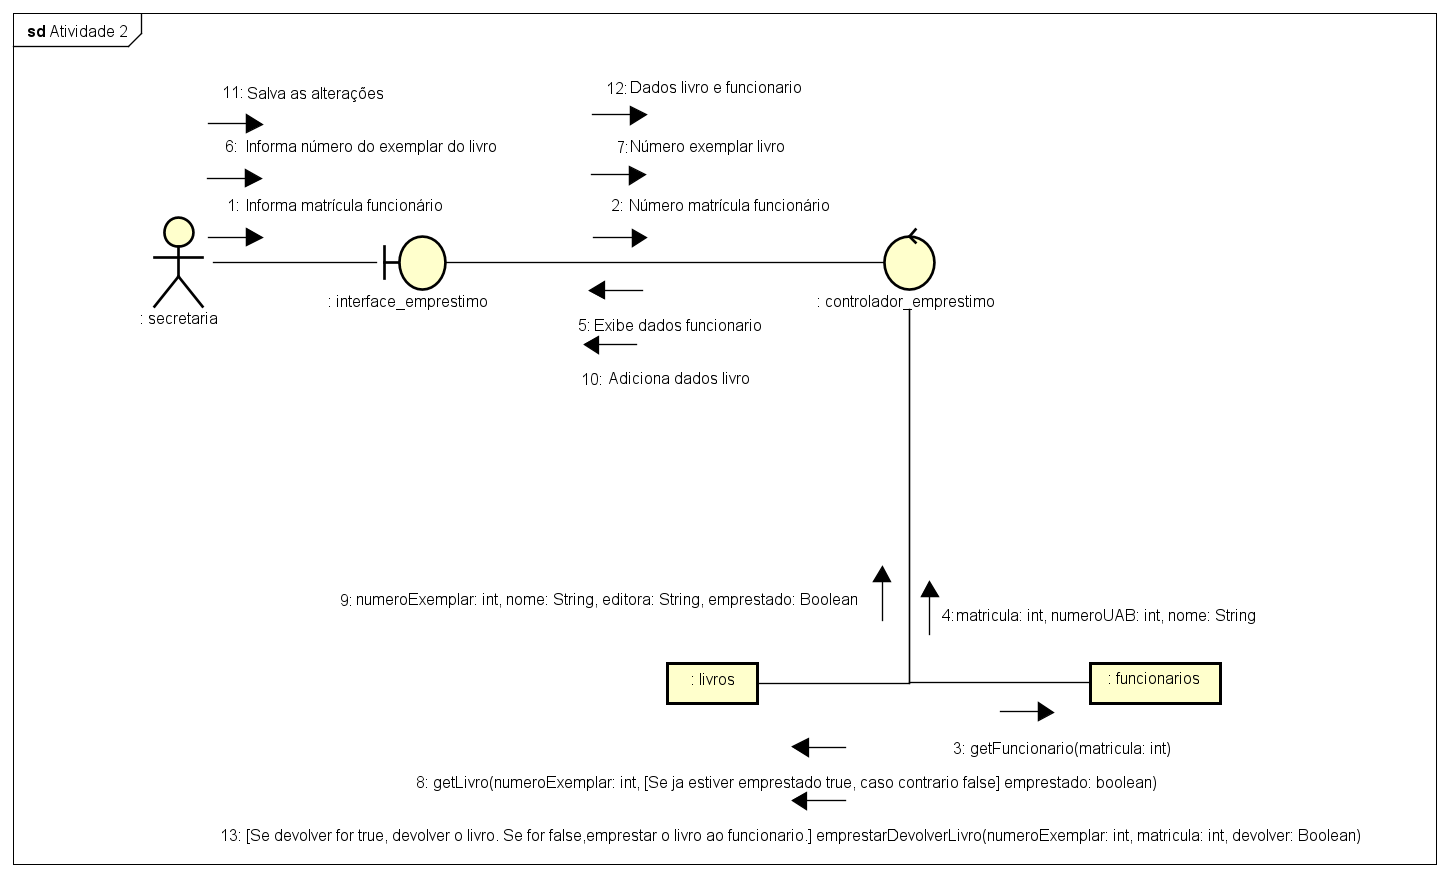 sd Atividade 2
11: Salva as alterações
12: Dados livro e funcionario
6: Informa número do exemplar do livro
7: Número exemplar livro
1: Informa matrícula funcionário
2: Número matrícula funcionário
: interface_emprestimo
: controlador_emprestimo
: secretaria
5: Exibe dados funcionario
10: Adiciona dados livro
9: numeroExemplar: int, nome: String, editora: String, emprestado: Boolean
4: matricula: int, numeroUAB: int, nome: String
: livros
: funcionarios
3: getFuncionario(matricula: int)
8: getLivro(numeroExemplar: int, [Se ja estiver emprestado true, caso contrario false] emprestado: boolean)
13: [Se devolver for true, devolver o livro. Se for false,emprestar o livro ao funcionario.] emprestarDevolverLivro(numeroExemplar: int, matricula: int, devolver: Boolean)